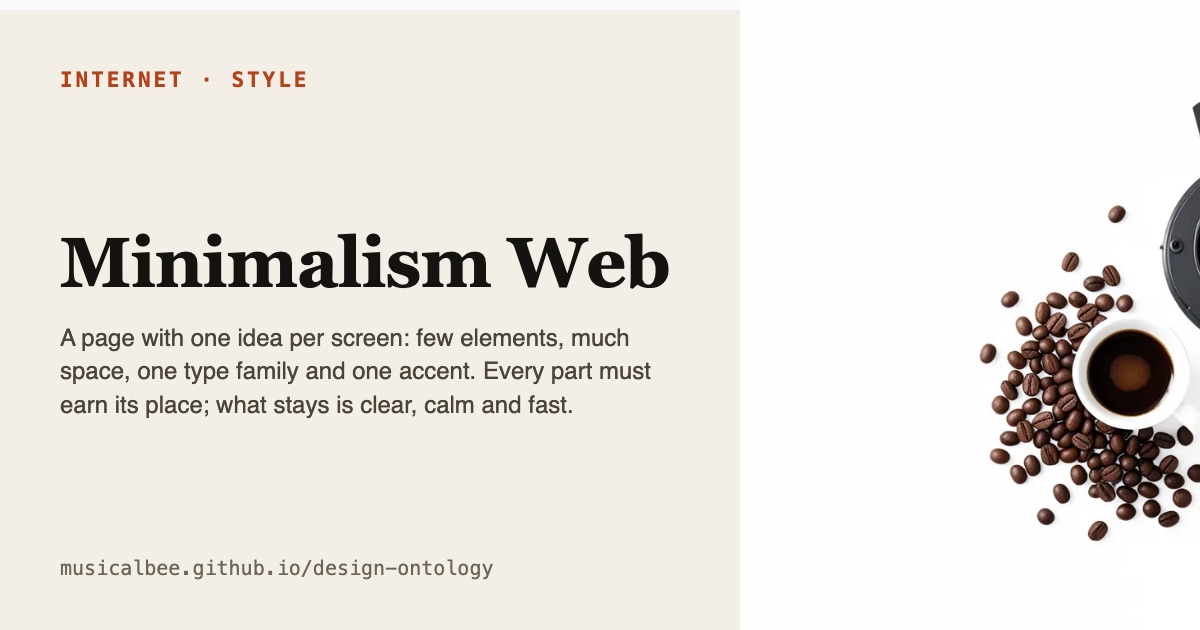 INTERNET · STYLE
Minimalism Web
A page with one idea per screen: few elements, much
space, one type family and one accent. Every part must
earn its place; what stays is clear, calm and fast.
musicalbee.github.io/design-ontology